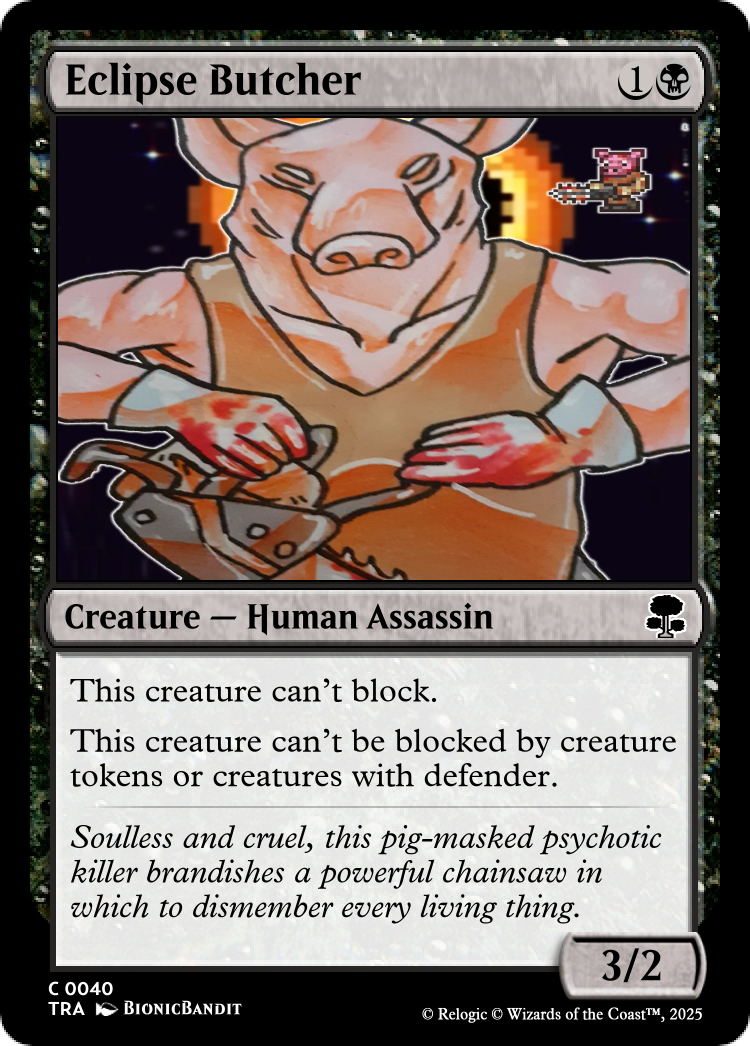 Eclipse Butcher 1
Creature — Human Assassin
This creature can't block.
This creature can't be blocked by creature
tokens or creatures with defender.
Soulless and cruel, this pig-masked psychotic
killer brandishes a powerful chainsaw in
which to dismember every living thing.
3/2
C 0040
TRA BionicBandit
© Relogic © Wizards of the Coast™, 2025